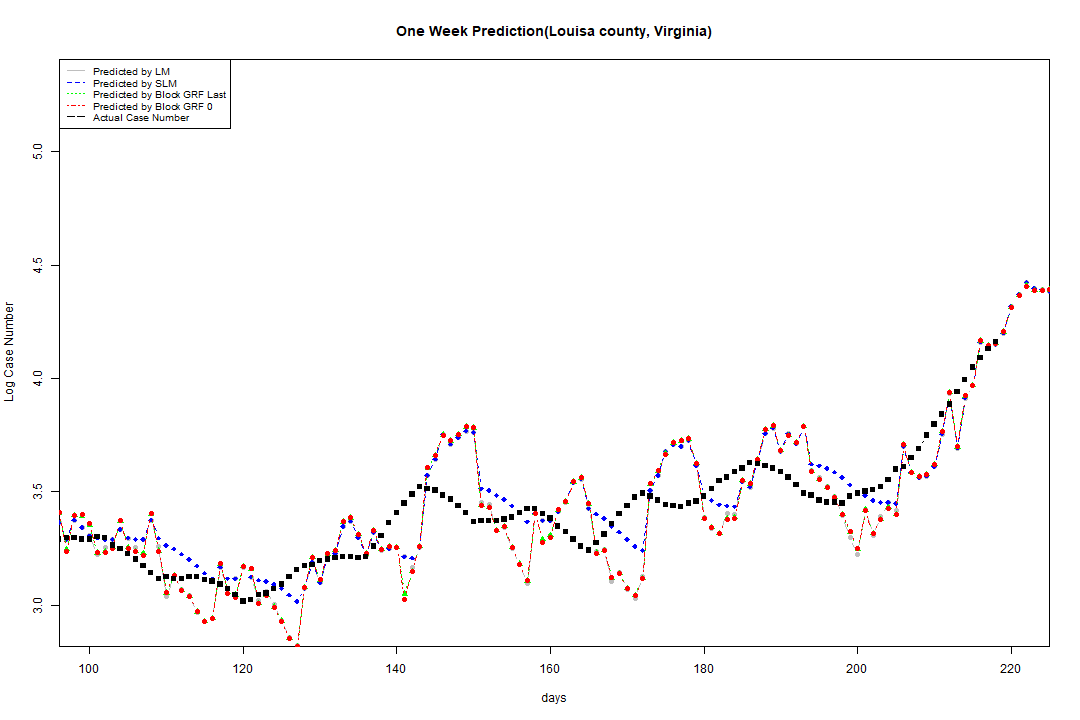 One Week Prediction(Louisa county, Virginia)
Predicted by LM
Predicted by SLM
Predicted by Block GRF Last
Predicted by Block GRF 0
Actual Case Number
5.0
4.5
4.0
3.5
3.0
Log Case Number
100 120 140 160 180 200 220
days